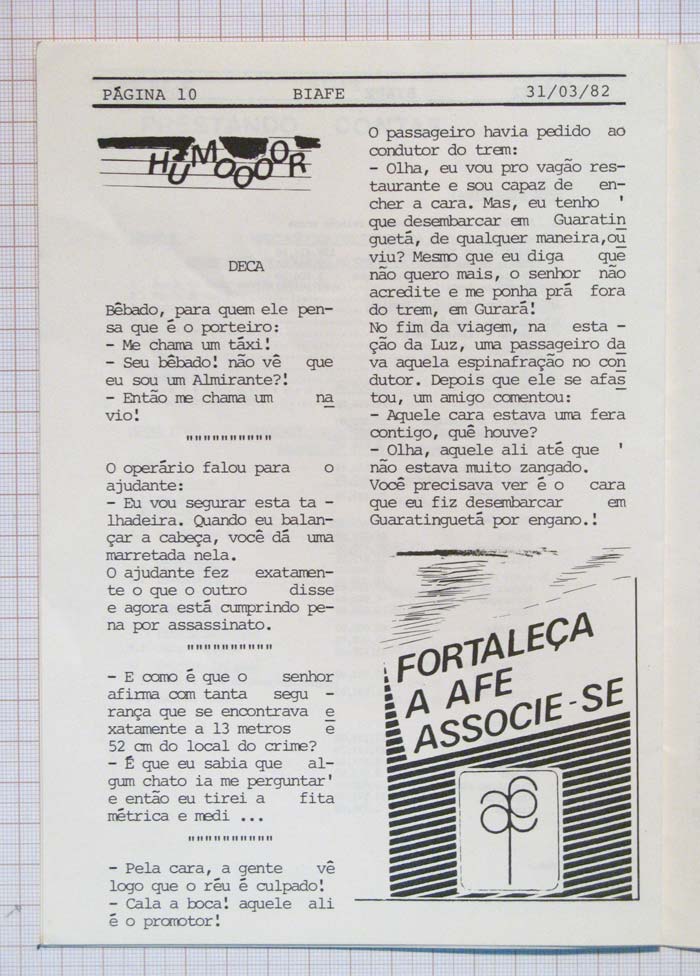 PÁGINA 10 BIAFE 31/03/82
HUMOOOOR
DECA
Bêbado, para quem ele pen-
sa que é o porteiro:
- Me chama um táxi!
- Seu bêbado! não vê que
eu sou um Almirante?!
- Então me chama um na
vio!
""""""""""
O operário falou para o
ajudante:
- Eu vou segurar esta ta -
lhadeira. Quando eu balan-
çar a cabeça, você dá uma
marretada nela.
O ajudante fez exatamen-
te o que o outro disse
e agora está cumprindo pe-
na por assassinato.
""""""""""
- E como é que o senhor
afirma com tanta segu -
rança que se encontrava e
xatamente a 13 metros e
52 cm do local do crime?
- É que eu sabia que al-
gum chato ia me perguntar'
e então eu tirei a fita
métrica e medi ...
""""""""""
- Pela cara, a gente vê
logo que o réu é culpado!
- Cala a boca! aquele ali
é o promotor!
O passageiro havia pedido ao
condutor do trem:
- Olha, eu vou pro vagão res-
taurante e sou capaz de en-
cher a cara. Mas, eu tenho '
que desembarcar em Guaratin
guetá, de qualquer maneira,ou
viu? Mesmo que eu diga que
não quero mais, o senhor não
acredite e me ponha prá fora
do trem, em Gurará!
No fim da viagem, na esta -
ção da Luz, uma passageiro da
va aquela espinafração no con
dutor. Depois que ele se afas
tou, um amigo comentou:
- Aquele cara estava uma fera
contigo, quê houve?
- Olha, aquele ali até que '
não estava muito zangado.
Você precisava ver é o cara
que eu fiz desembarcar em
Guaratinguetá por engano.!
FORTALEÇA
A AFE
ASSOCIE-SE